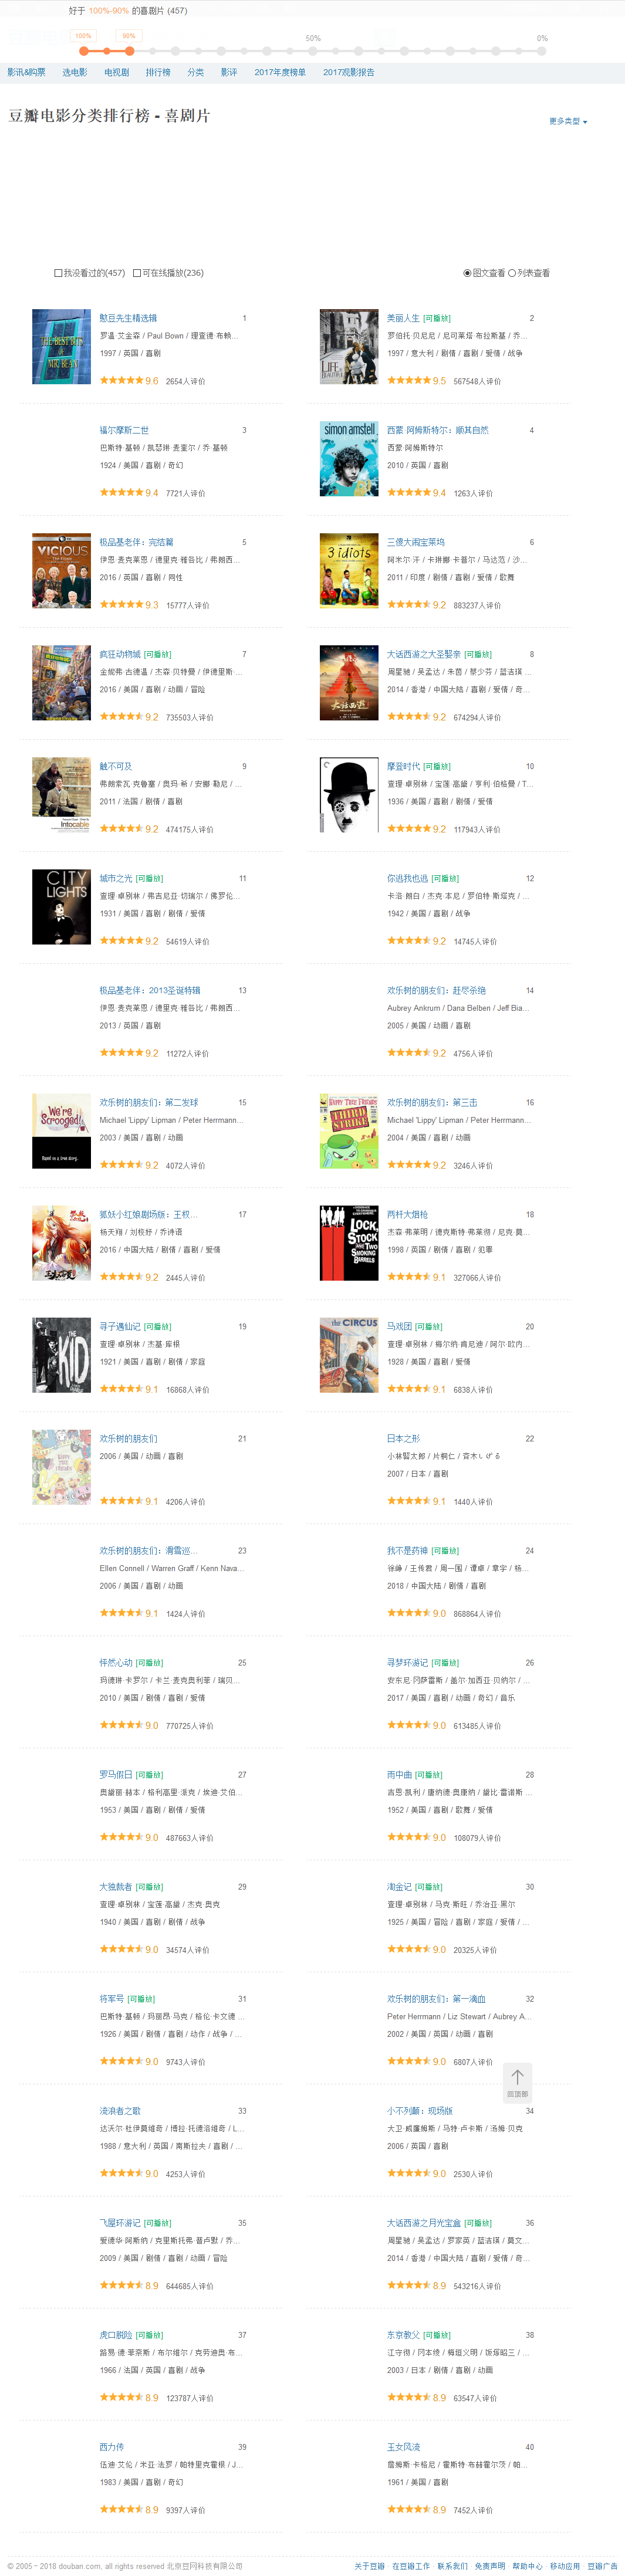 好于 100%-90% 的喜剧片 (457)
100% 90% 50% 0%
影讯&购票 选电影 电视剧 排行榜 分类 影评 2017年度榜单 2017观影报告
豆瓣电影分类排行榜 - 喜剧片
更多类型
我没看过的(457) 可在线播放(236) 图文查看 列表查看
憨豆先生精选辑 1
罗温·艾金森 / Paul Bown / 理查德·布赖...
1997 / 英国 / 喜剧
9.6 2654人评价
美丽人生 [可播放] 2
罗伯托·贝尼尼 / 尼可莱塔·布拉斯基 / 乔...
1997 / 意大利 / 剧情 / 喜剧 / 爱情 / 战争
9.5 567548人评价
福尔摩斯二世 3
巴斯特·基顿 / 凯瑟琳·麦奎尔 / 乔·基顿
1924 / 美国 / 喜剧 / 奇幻
9.4 7721人评价
西蒙·阿姆斯特尔：顺其自然 4
西蒙·阿姆斯特尔
2010 / 英国 / 喜剧
9.4 1263人评价
极品基老伴：完结篇 5
伊恩·麦克莱恩 / 德里克·雅各比 / 弗朗西...
2016 / 英国 / 喜剧 / 同性
9.3 15777人评价
三傻大闹宝莱坞 6
阿米尔·汗 / 卡琳娜·卡普尔 / 马达范 / 沙...
2011 / 印度 / 剧情 / 喜剧 / 爱情 / 歌舞
9.2 883237人评价
疯狂动物城 [可播放] 7
金妮弗·古德温 / 杰森·贝特曼 / 伊德里斯·...
2016 / 美国 / 喜剧 / 动画 / 冒险
9.2 735503人评价
大话西游之大圣娶亲 [可播放] 8
周星驰 / 吴孟达 / 朱茵 / 蔡少芬 / 蓝洁瑛 ...
2014 / 香港 / 中国大陆 / 喜剧 / 爱情 / 奇...
9.2 674294人评价
触不可及 9
弗朗索瓦·克鲁塞 / 奥玛·希 / 安娜·勒尼 / ...
2011 / 法国 / 剧情 / 喜剧
9.2 474175人评价
摩登时代 [可播放] 10
查理·卓别林 / 宝莲·高黛 / 亨利·伯格曼 / T...
1936 / 美国 / 喜剧 / 剧情 / 爱情
9.2 117943人评价
城市之光 [可播放] 11
查理·卓别林 / 弗吉尼亚·切瑞尔 / 佛罗伦...
1931 / 美国 / 喜剧 / 剧情 / 爱情
9.2 54619人评价
你逃我也逃 [可播放] 12
卡洛·朗白 / 杰克·本尼 / 罗伯特·斯塔克 / ...
1942 / 美国 / 喜剧 / 战争
9.2 14745人评价
极品基老伴：2013圣诞特辑 13
伊恩·麦克莱恩 / 德里克·雅各比 / 弗朗西...
2013 / 英国 / 喜剧
9.2 11272人评价
欢乐树的朋友们：赶尽杀绝 14
Aubrey Ankrum / Dana Belben / Jeff Bia...
2005 / 美国 / 动画 / 喜剧
9.2 4756人评价
欢乐树的朋友们：第二发球 15
Michael 'Lippy' Lipman / Peter Herrmann...
2003 / 美国 / 喜剧 / 动画
9.2 4072人评价
欢乐树的朋友们：第三击 16
Michael 'Lippy' Lipman / Peter Herrmann...
2004 / 美国 / 喜剧 / 动画
9.2 3246人评价
狐妖小红娘剧场版：王权... 17
杨天翔 / 刘校妤 / 乔诗语
2016 / 中国大陆 / 剧情 / 喜剧 / 爱情
9.2 2445人评价
两杆大烟枪 18
杰森·弗莱明 / 德克斯特·弗莱彻 / 尼克·莫...
1998 / 英国 / 剧情 / 喜剧 / 犯罪
9.1 327066人评价
寻子遇仙记 [可播放] 19
查理·卓别林 / 杰基·库根
1921 / 美国 / 喜剧 / 剧情 / 家庭
9.1 16868人评价
马戏团 [可播放] 20
查理·卓别林 / 梅尔纳·肯尼迪 / 阿尔·欧内...
1928 / 美国 / 喜剧 / 爱情
9.1 6838人评价
欢乐树的朋友们 21
2006 / 美国 / 动画 / 喜剧
9.1 4206人评价
日本之形 22
小林賢太郎 / 片桐仁 / 斎木しげる
2007 / 日本 / 喜剧
9.1 1440人评价
欢乐树的朋友们：滑雪巡... 23
Ellen Connell / Warren Graff / Kenn Nava...
2006 / 美国 / 喜剧 / 动画
9.1 1424人评价
我不是药神 [可播放] 24
徐峥 / 王传君 / 周一围 / 谭卓 / 章宇 / 杨...
2018 / 中国大陆 / 剧情 / 喜剧
9.0 868864人评价
怦然心动 [可播放] 25
玛德琳·卡罗尔 / 卡兰·麦克奥利菲 / 瑞贝...
2010 / 美国 / 剧情 / 喜剧 / 爱情
9.0 770725人评价
寻梦环游记 [可播放] 26
安东尼·冈萨雷斯 / 盖尔·加西亚·贝纳尔 / ...
2017 / 美国 / 喜剧 / 动画 / 奇幻 / 音乐
9.0 613485人评价
罗马假日 [可播放] 27
奥黛丽·赫本 / 格利高里·派克 / 埃迪·艾伯...
1953 / 美国 / 喜剧 / 剧情 / 爱情
9.0 487663人评价
雨中曲 [可播放] 28
吉恩·凯利 / 唐纳德·奥康纳 / 黛比·雷诺斯 ...
1952 / 美国 / 喜剧 / 歌舞 / 爱情
9.0 108079人评价
大独裁者 [可播放] 29
查理·卓别林 / 宝莲·高黛 / 杰克·奥克
1940 / 美国 / 喜剧 / 剧情 / 战争
9.0 34574人评价
淘金记 [可播放] 30
查理·卓别林 / 马克·斯旺 / 乔治亚·黑尔
1925 / 美国 / 冒险 / 喜剧 / 家庭 / 爱情 / ...
9.0 20325人评价
将军号 [可播放] 31
巴斯特·基顿 / 玛丽昂·马克 / 格伦·卡文德 ...
1926 / 美国 / 剧情 / 喜剧 / 动作 / 战争 / ...
9.0 9743人评价
欢乐树的朋友们：第一滴血 32
Peter Herrmann / Liz Stewart / Aubrey A...
2002 / 美国 / 英国 / 动画 / 喜剧
9.0 6807人评价
回顶部
流浪者之歌 33
达沃尔·杜伊莫维奇 / 博拉·托德洛维奇 / L...
1988 / 意大利 / 英国 / 南斯拉夫 / 喜剧 / ...
9.0 4253人评价
小不列颠：现场版 34
大卫·威廉姆斯 / 马特·卢卡斯 / 汤姆·贝克
2006 / 英国 / 喜剧
9.0 2530人评价
飞屋环游记 [可播放] 35
爱德华·阿斯纳 / 克里斯托弗·普卢默 / 乔...
2009 / 美国 / 剧情 / 喜剧 / 动画 / 冒险
8.9 644685人评价
大话西游之月光宝盒 [可播放] 36
周星驰 / 吴孟达 / 罗家英 / 蓝洁瑛 / 莫文...
2014 / 香港 / 中国大陆 / 喜剧 / 爱情 / 奇...
8.9 543216人评价
虎口脱险 [可播放] 37
路易·德·菲奈斯 / 布尔维尔 / 克劳迪奥·布...
1966 / 法国 / 英国 / 喜剧 / 战争
8.9 123787人评价
东京教父 [可播放] 38
江守彻 / 冈本绫 / 梅垣义明 / 饭塚昭三 / ...
2003 / 日本 / 剧情 / 喜剧 / 动画
8.9 63547人评价
西力传 39
伍迪·艾伦 / 米亚·法罗 / 帕特里克霍根 / J...
1983 / 美国 / 喜剧 / 奇幻
8.9 9397人评价
玉女风流 40
詹姆斯·卡格尼 / 霍斯特·布赫霍尔茨 / 帕...
1961 / 美国 / 喜剧
8.9 7452人评价
© 2005－2018 douban.com, all rights reserved 北京豆网科技有限公司
关于豆瓣 · 在豆瓣工作 · 联系我们 · 免责声明 · 帮助中心 · 移动应用 · 豆瓣广告